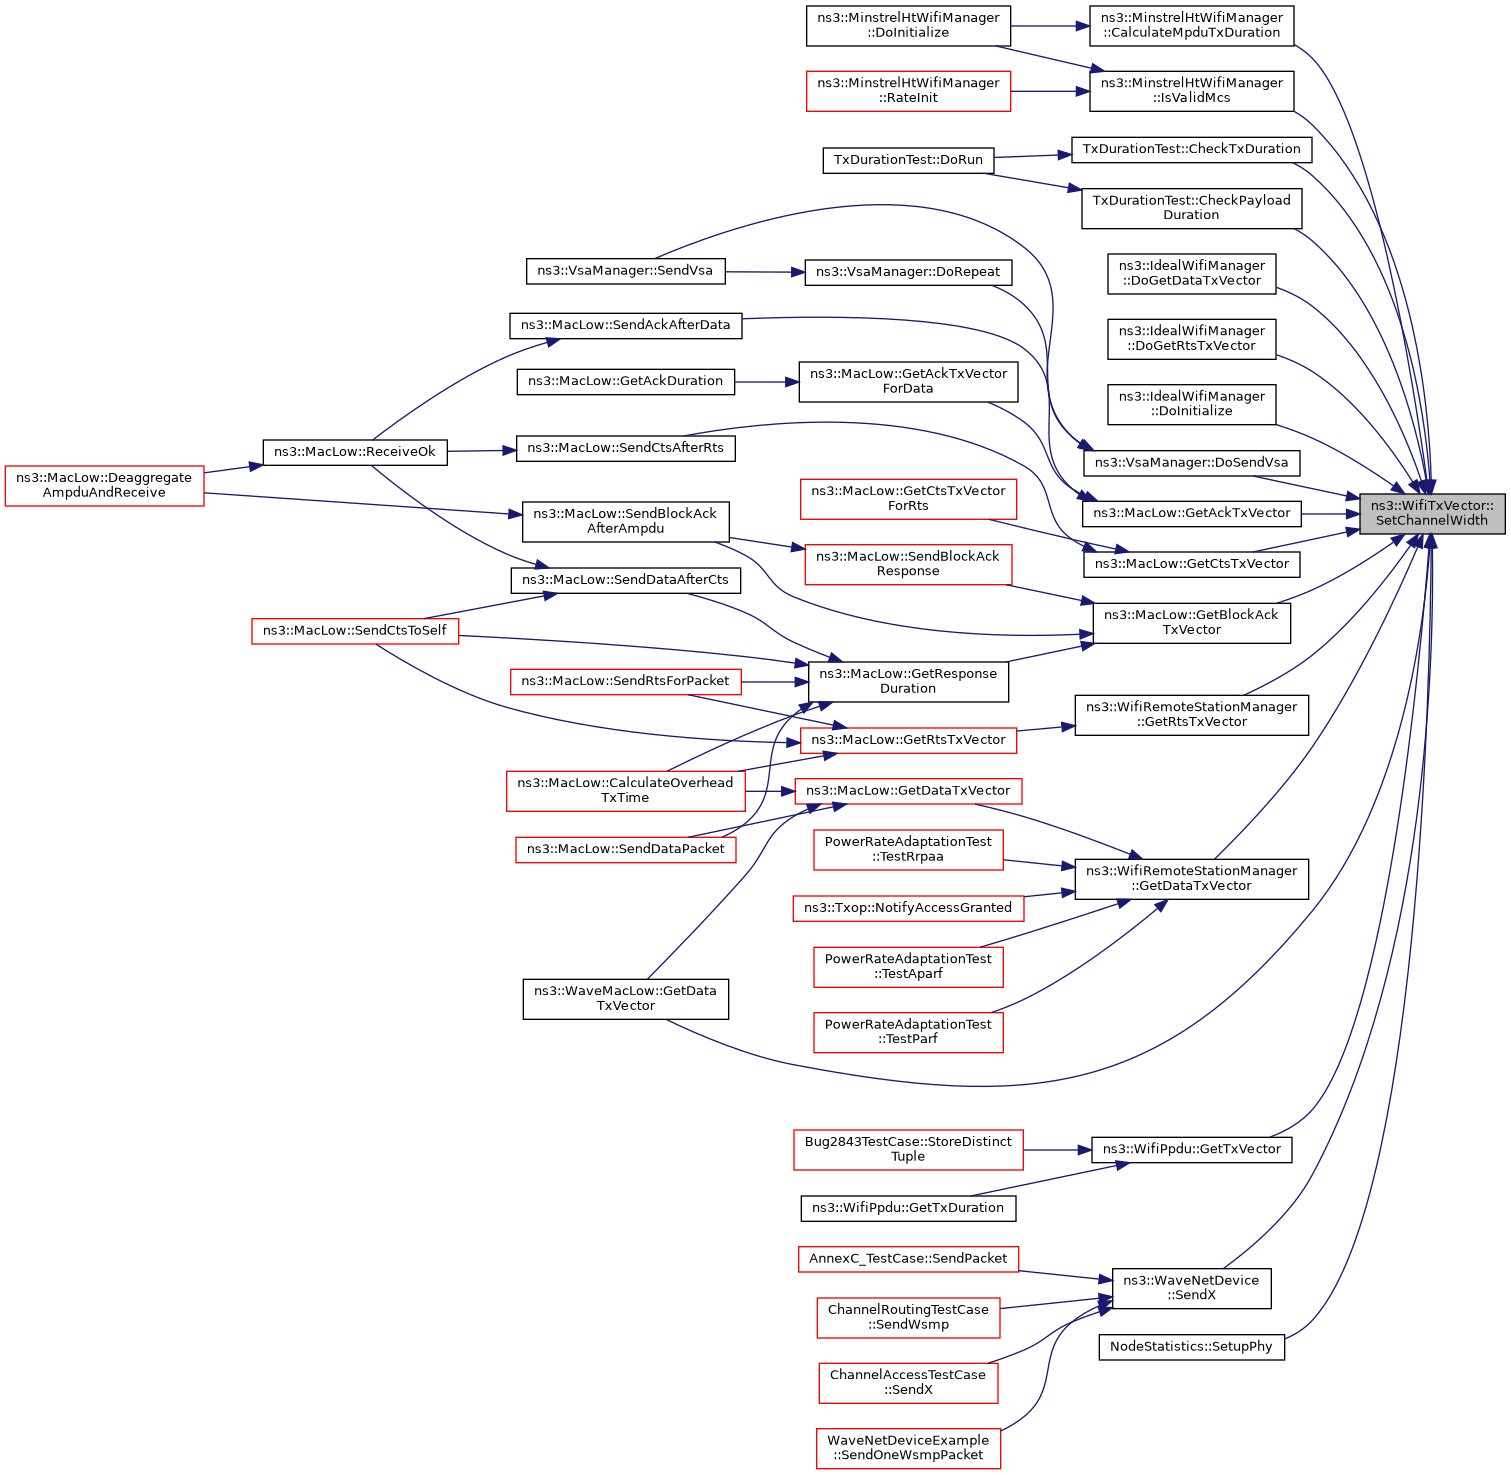 ns3::MinstrelHtWifiManager
::DoInitialize
ns3::MinstrelHtWifiManager
::CalculateMpduTxDuration
ns3::MinstrelHtWifiManager
::RateInit
ns3::MinstrelHtWifiManager
::IsValidMcs
TxDurationTest::DoRun
TxDurationTest::CheckTxDuration
TxDurationTest::CheckPayload
Duration
ns3::IdealWifiManager
::DoGetDataTxVector
ns3::VsaManager::SendVsa
ns3::VsaManager::DoRepeat
ns3::IdealWifiManager
::DoGetRtsTxVector
ns3::MacLow::SendAckAfterData
ns3::MacLow::GetAckDuration
ns3::MacLow::GetAckTxVector
ForData
ns3::IdealWifiManager
::DoInitialize
ns3::MacLow::ReceiveOk
ns3::MacLow::SendCtsAfterRts
ns3::VsaManager::DoSendVsa
ns3::MacLow::Deaggregate
AmpduAndReceive
ns3::MacLow::GetCtsTxVector
ForRts
ns3::MacLow::GetAckTxVector
ns3::WifiTxVector::
SetChannelWidth
ns3::MacLow::SendBlockAck
AfterAmpdu
ns3::MacLow::SendBlockAck
Response
ns3::MacLow::GetCtsTxVector
ns3::MacLow::SendDataAfterCts
ns3::MacLow::GetBlockAck
TxVector
ns3::MacLow::SendCtsToSelf
ns3::MacLow::SendRtsForPacket
ns3::MacLow::GetResponse
Duration
ns3::WifiRemoteStationManager
::GetRtsTxVector
ns3::MacLow::GetRtsTxVector
ns3::MacLow::CalculateOverhead
TxTime
ns3::MacLow::GetDataTxVector
ns3::MacLow::SendDataPacket
PowerRateAdaptationTest
::TestRrpaa
ns3::WifiRemoteStationManager
::GetDataTxVector
ns3::Txop::NotifyAccessGranted
PowerRateAdaptationTest
::TestAparf
ns3::WaveMacLow::GetData
TxVector
PowerRateAdaptationTest
::TestParf
Bug2843TestCase::StoreDistinct
Tuple
ns3::WifiPpdu::GetTxVector
ns3::WifiPpdu::GetTxDuration
AnnexC_TestCase::SendPacket
ns3::WaveNetDevice
::SendX
ChannelRoutingTestCase
::SendWsmp
NodeStatistics::SetupPhy
ChannelAccessTestCase
::SendX
WaveNetDeviceExample
::SendOneWsmpPacket